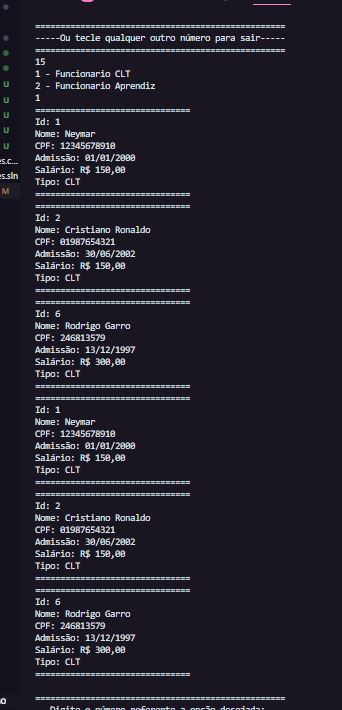 ==================================================
-----Ou tecle qualquer outro número para sair-----
==================================================
15
1 - Funcionario CLT
2 - Funcionario Aprendiz
1
===============================
Id: 1
Nome: Neymar
CPF: 12345678910
Admissão: 01/01/2000
Salário: R$ 150,00
Tipo: CLT
===============================
===============================
Id: 2
Nome: Cristiano Ronaldo
CPF: 01987654321
Admissão: 30/06/2002
Salário: R$ 150,00
Tipo: CLT
===============================
===============================
Id: 6
Nome: Rodrigo Garro
CPF: 246813579
Admissão: 13/12/1997
Salário: R$ 300,00
Tipo: CLT
===============================
===============================
Id: 1
Nome: Neymar
CPF: 12345678910
Admissão: 01/01/2000
Salário: R$ 150,00
Tipo: CLT
===============================
===============================
Id: 2
Nome: Cristiano Ronaldo
CPF: 01987654321
Admissão: 30/06/2002
Salário: R$ 150,00
Tipo: CLT
===============================
===============================
Id: 6
Nome: Rodrigo Garro
CPF: 246813579
Admissão: 13/12/1997
Salário: R$ 300,00
Tipo: CLT
===============================
==================================================
Digite o número referente a opção desejada:
U
U
U
U
U
es.c...
es.sln
M